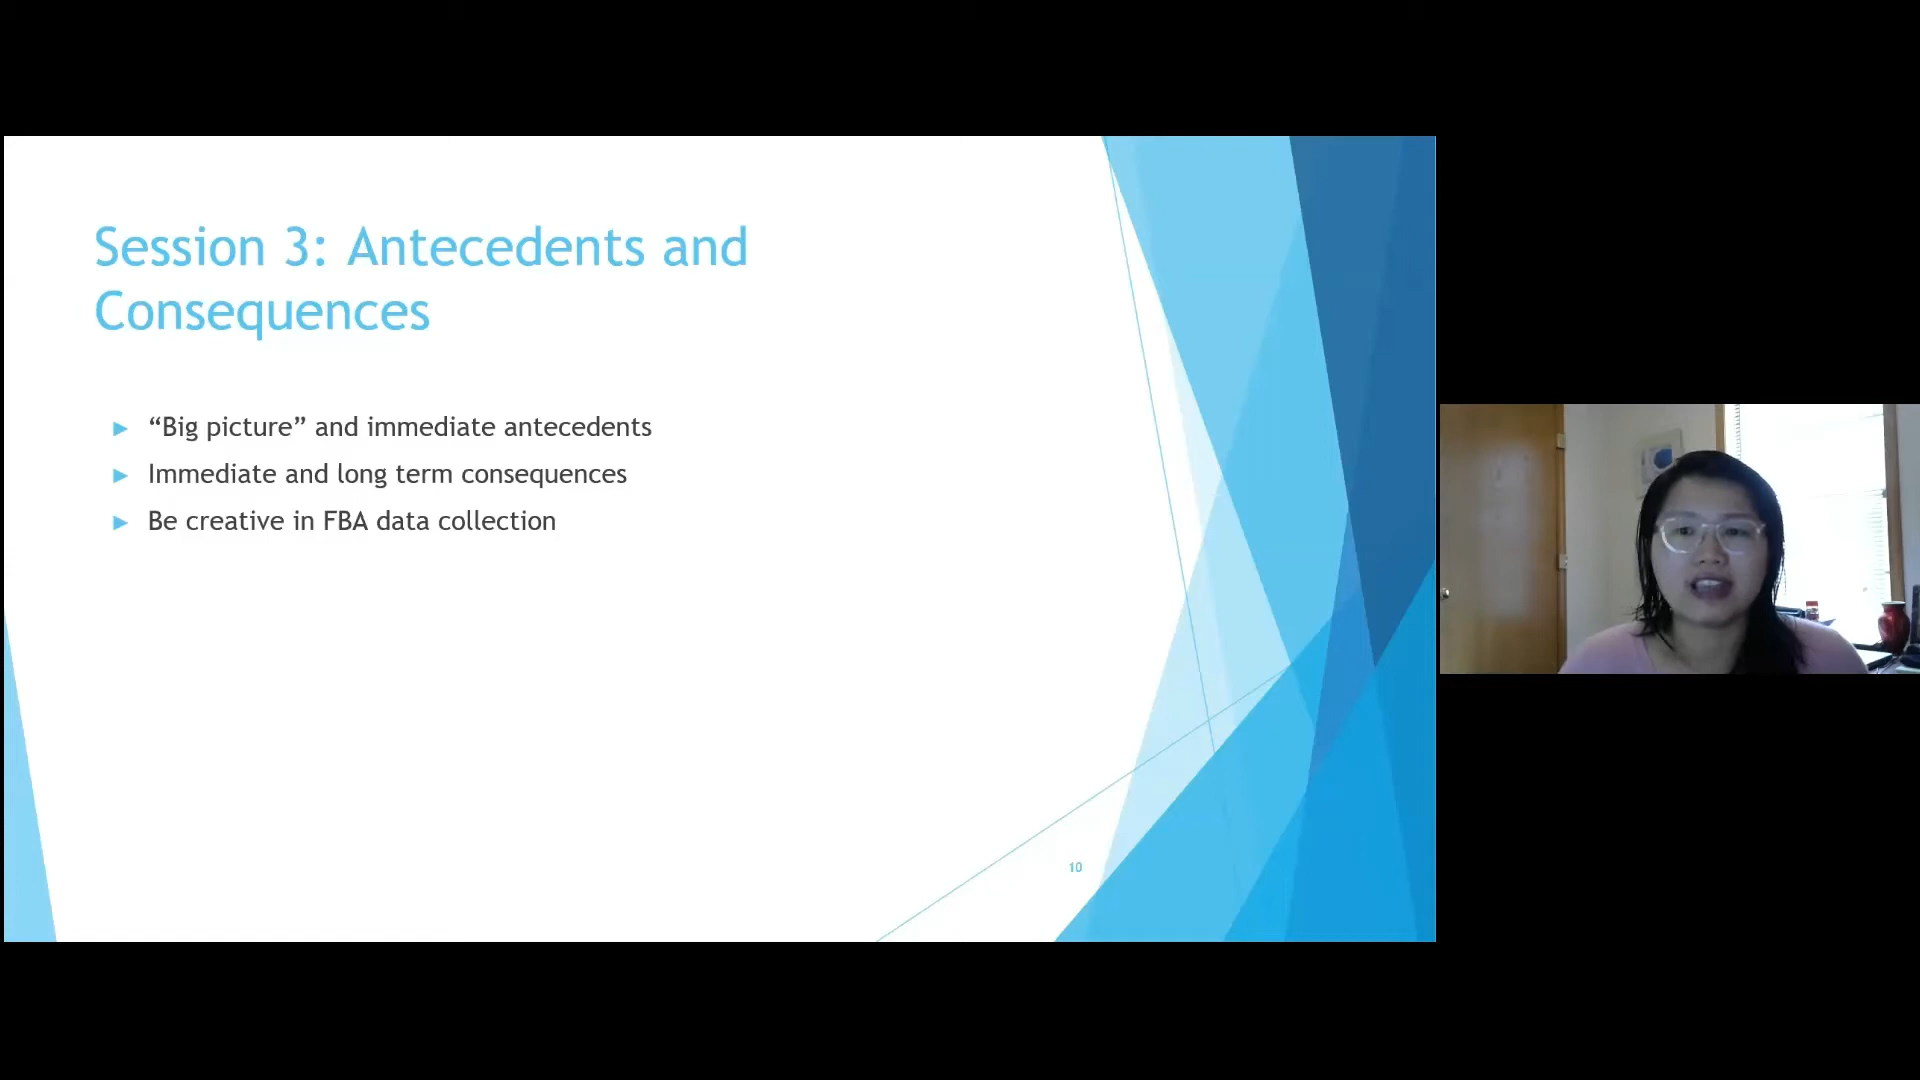 Session 3: Antecedents and
Consequences
“Big picture” and immediate antecedents
Immediate and long term consequences
Be creative in FBA data collection
10